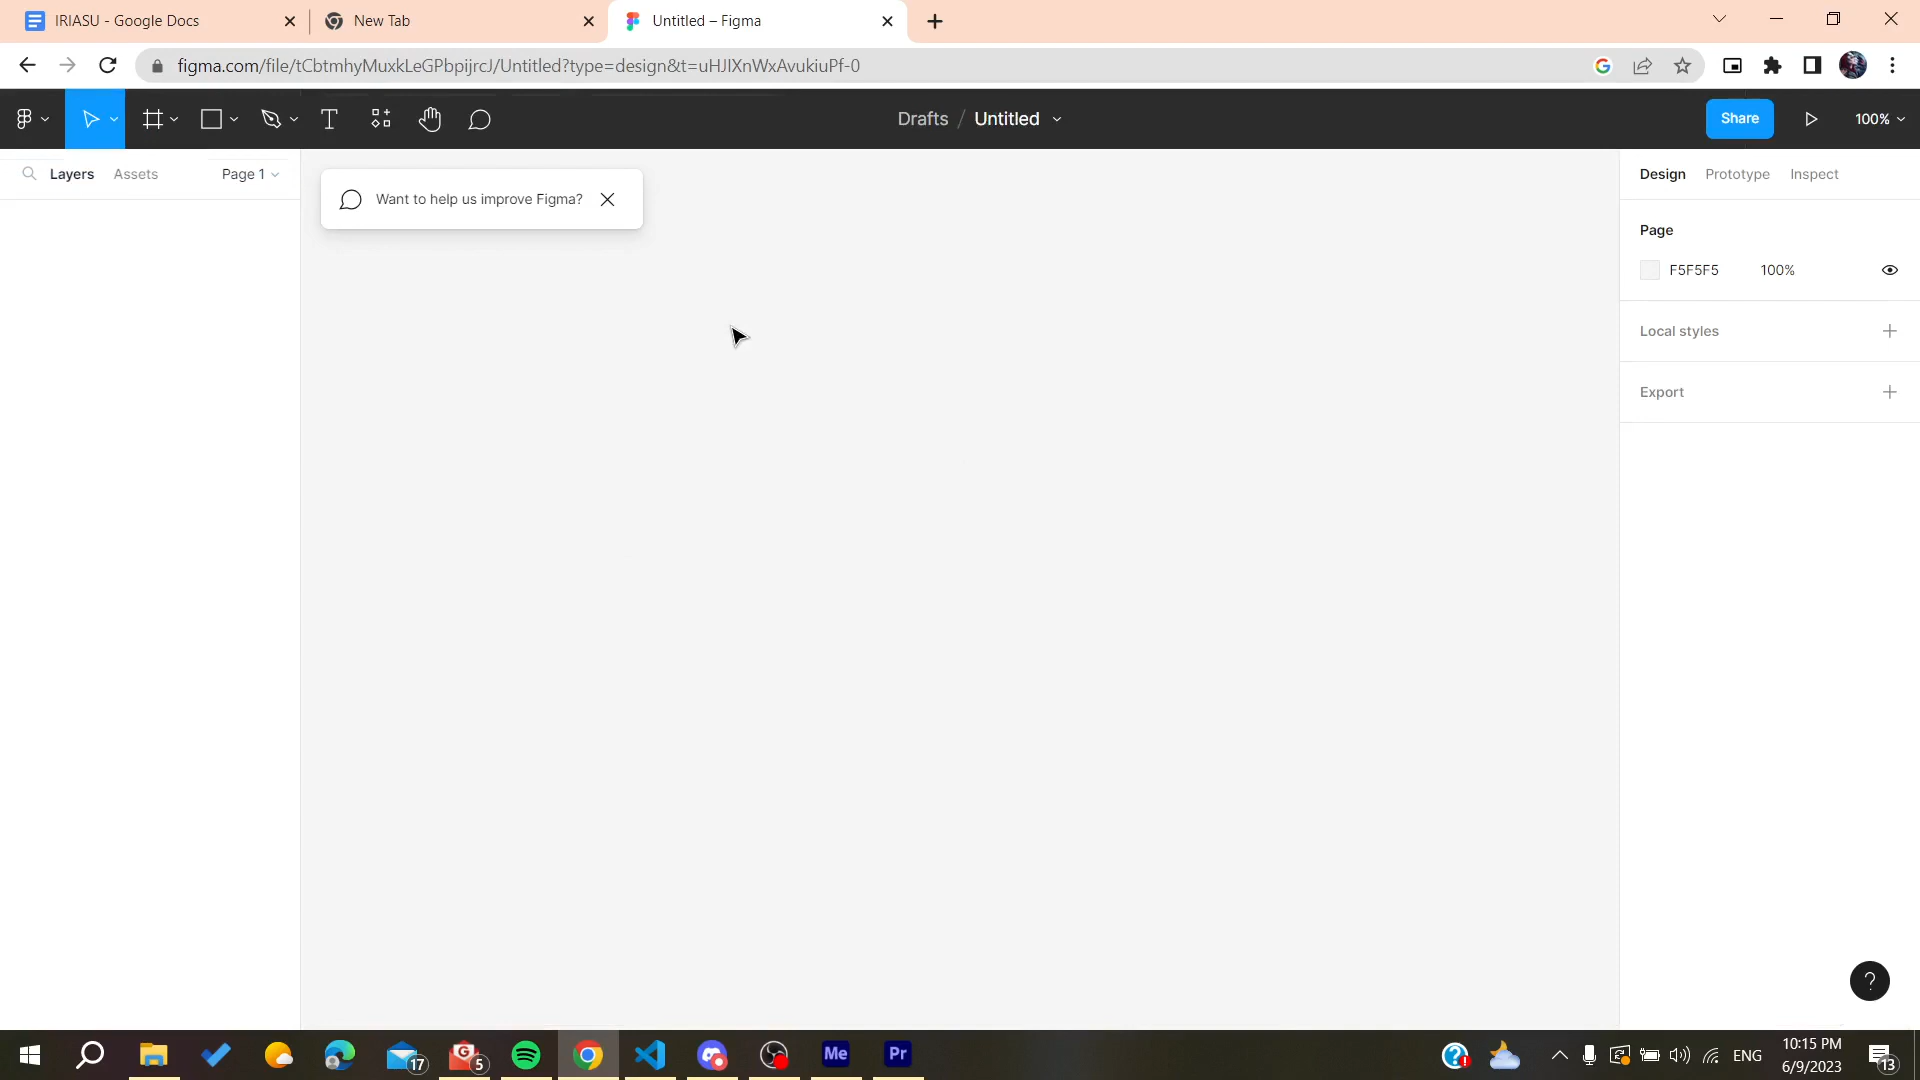 IRIASU - Google Docs
New Tab
Untitled – Figma
figma.com/file/tCbtmhyMuxkLeGPbpijrcJ/Untitled?type=design&t=uHJIXnWxAvukiuPf-0
Drafts / Untitled
Share
100%
Layers
Assets
Page 1
Want to help us improve Figma?
Design
Prototype
Inspect
Page
F5F5F5
100%
Local styles
Export
?
17
G
5
Me
Pr
ENG
10:15 PM
6/9/2023
13